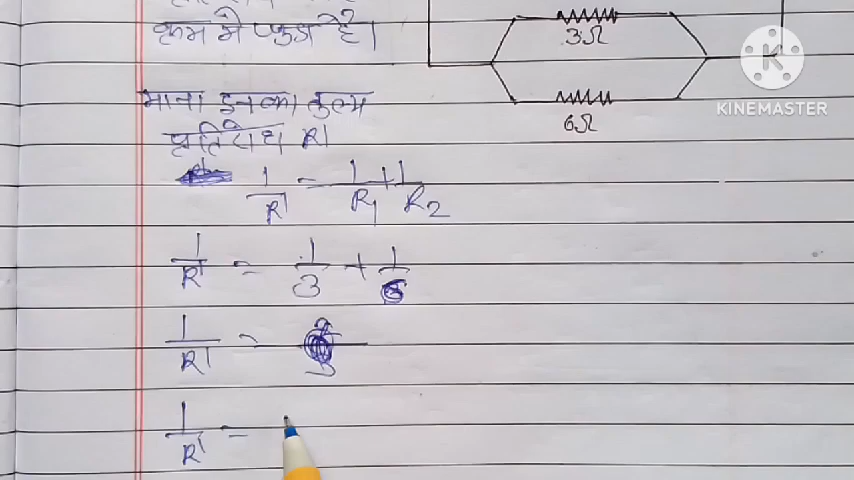 क्रम में जुड़े है।
3Ω
6Ω
KINEMASTER
माना इनका तुल्य
प्रतिरोध R'
1/R' = 1/R₁ + 1/R₂
1/R' = 1/3 + 1/6
1/R' =
1/R' =